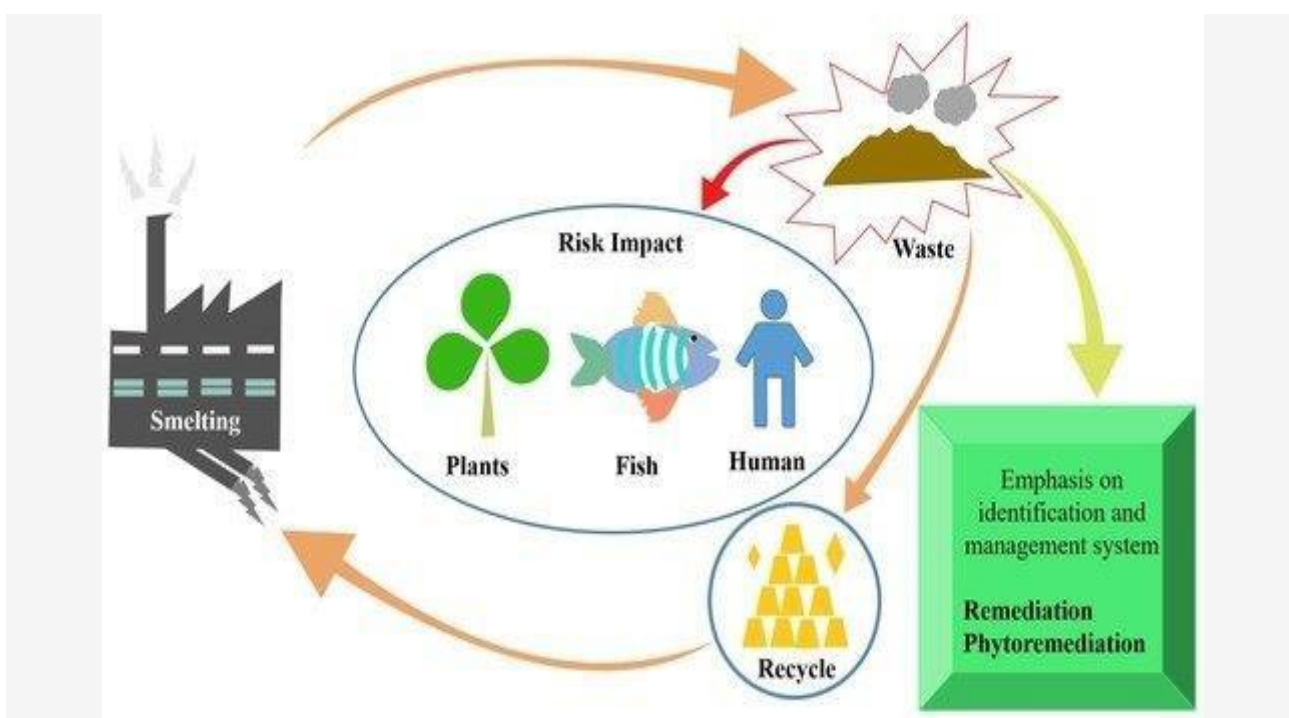 Waste
Risk Impact
Smelting
Plants
Fish
Human
Recycle
Emphasis on
identification and
management system
Remediation
Phytoremediation